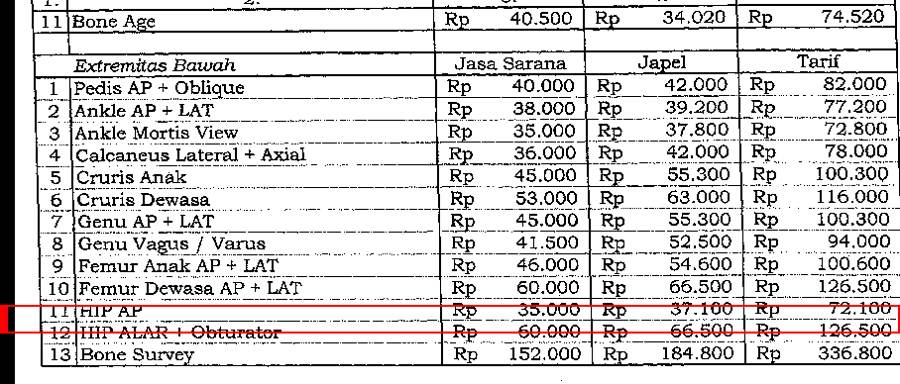 11 Bone Age Rp 40.500 Rp 34.020 Rp 74.520
Extremitas Bawah Jasa Sarana Japel Tarif
1 Pedis AP + Oblique Rp 40.000 Rp 42.000 Rp 82.000
2 Ankle AP + LAT Rp 38.000 Rp 39.200 Rp 77.200
3 Ankle Mortis View Rp 35.000 Rp 37.800 Rp 72.800
4 Calcaneus Lateral + Axial Rp 36.000 Rp 42.000 Rp 78.000
5 Cruris Anak Rp 45.000 Rp 55.300 Rp 100.300
6 Cruris Dewasa Rp 53.000 Rp 63.000 Rp 116.000
7 Genu AP + LAT Rp 45.000 Rp 55.300 Rp 100.300
8 Genu Vagus / Varus Rp 41.500 Rp 52.500 Rp 94.000
9 Femur Anak AP + LAT Rp 46.000 Rp 54.600 Rp 100.600
10 Femur Dewasa AP + LAT Rp 60.000 Rp 66.500 Rp 126.500
11 HIP AP Rp 35.000 Rp 37.100 Rp 72.100
12 HIP ALAR + Obturator Rp 60.000 Rp 66.500 Rp 126.500
13 Bone Survey Rp 152.000 Rp 184.800 Rp 336.800